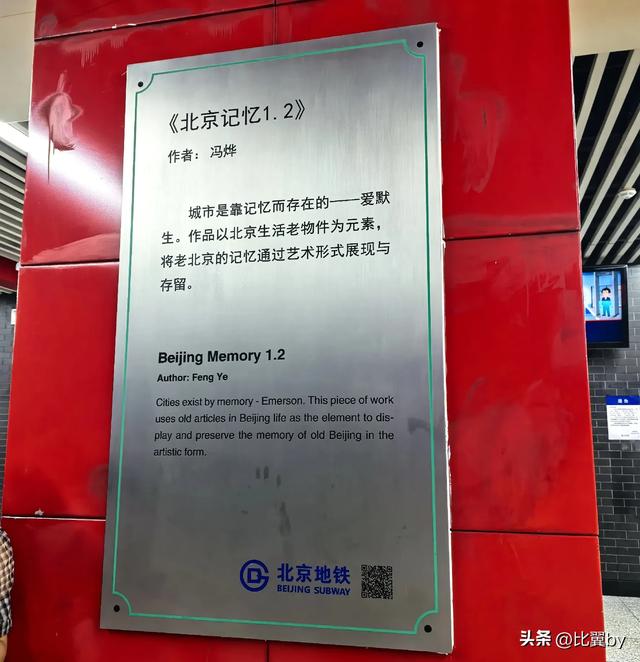 《北京记忆1.2》
作者：冯烨
城市是靠记忆而存在的——爱默
生。作品以北京生活老物件为元素，
将老北京的记忆通过艺术形式展现与
存留。
Beijing Memory 1.2
Author: Feng Ye
Cities exist by memory - Emerson. This piece of work
uses old articles in Beijing life as the element to dis-
play and preserve the memory of old Beijing in the
artistic form.
北京地铁
BEIJING SUBWAY
头条 @比翼by